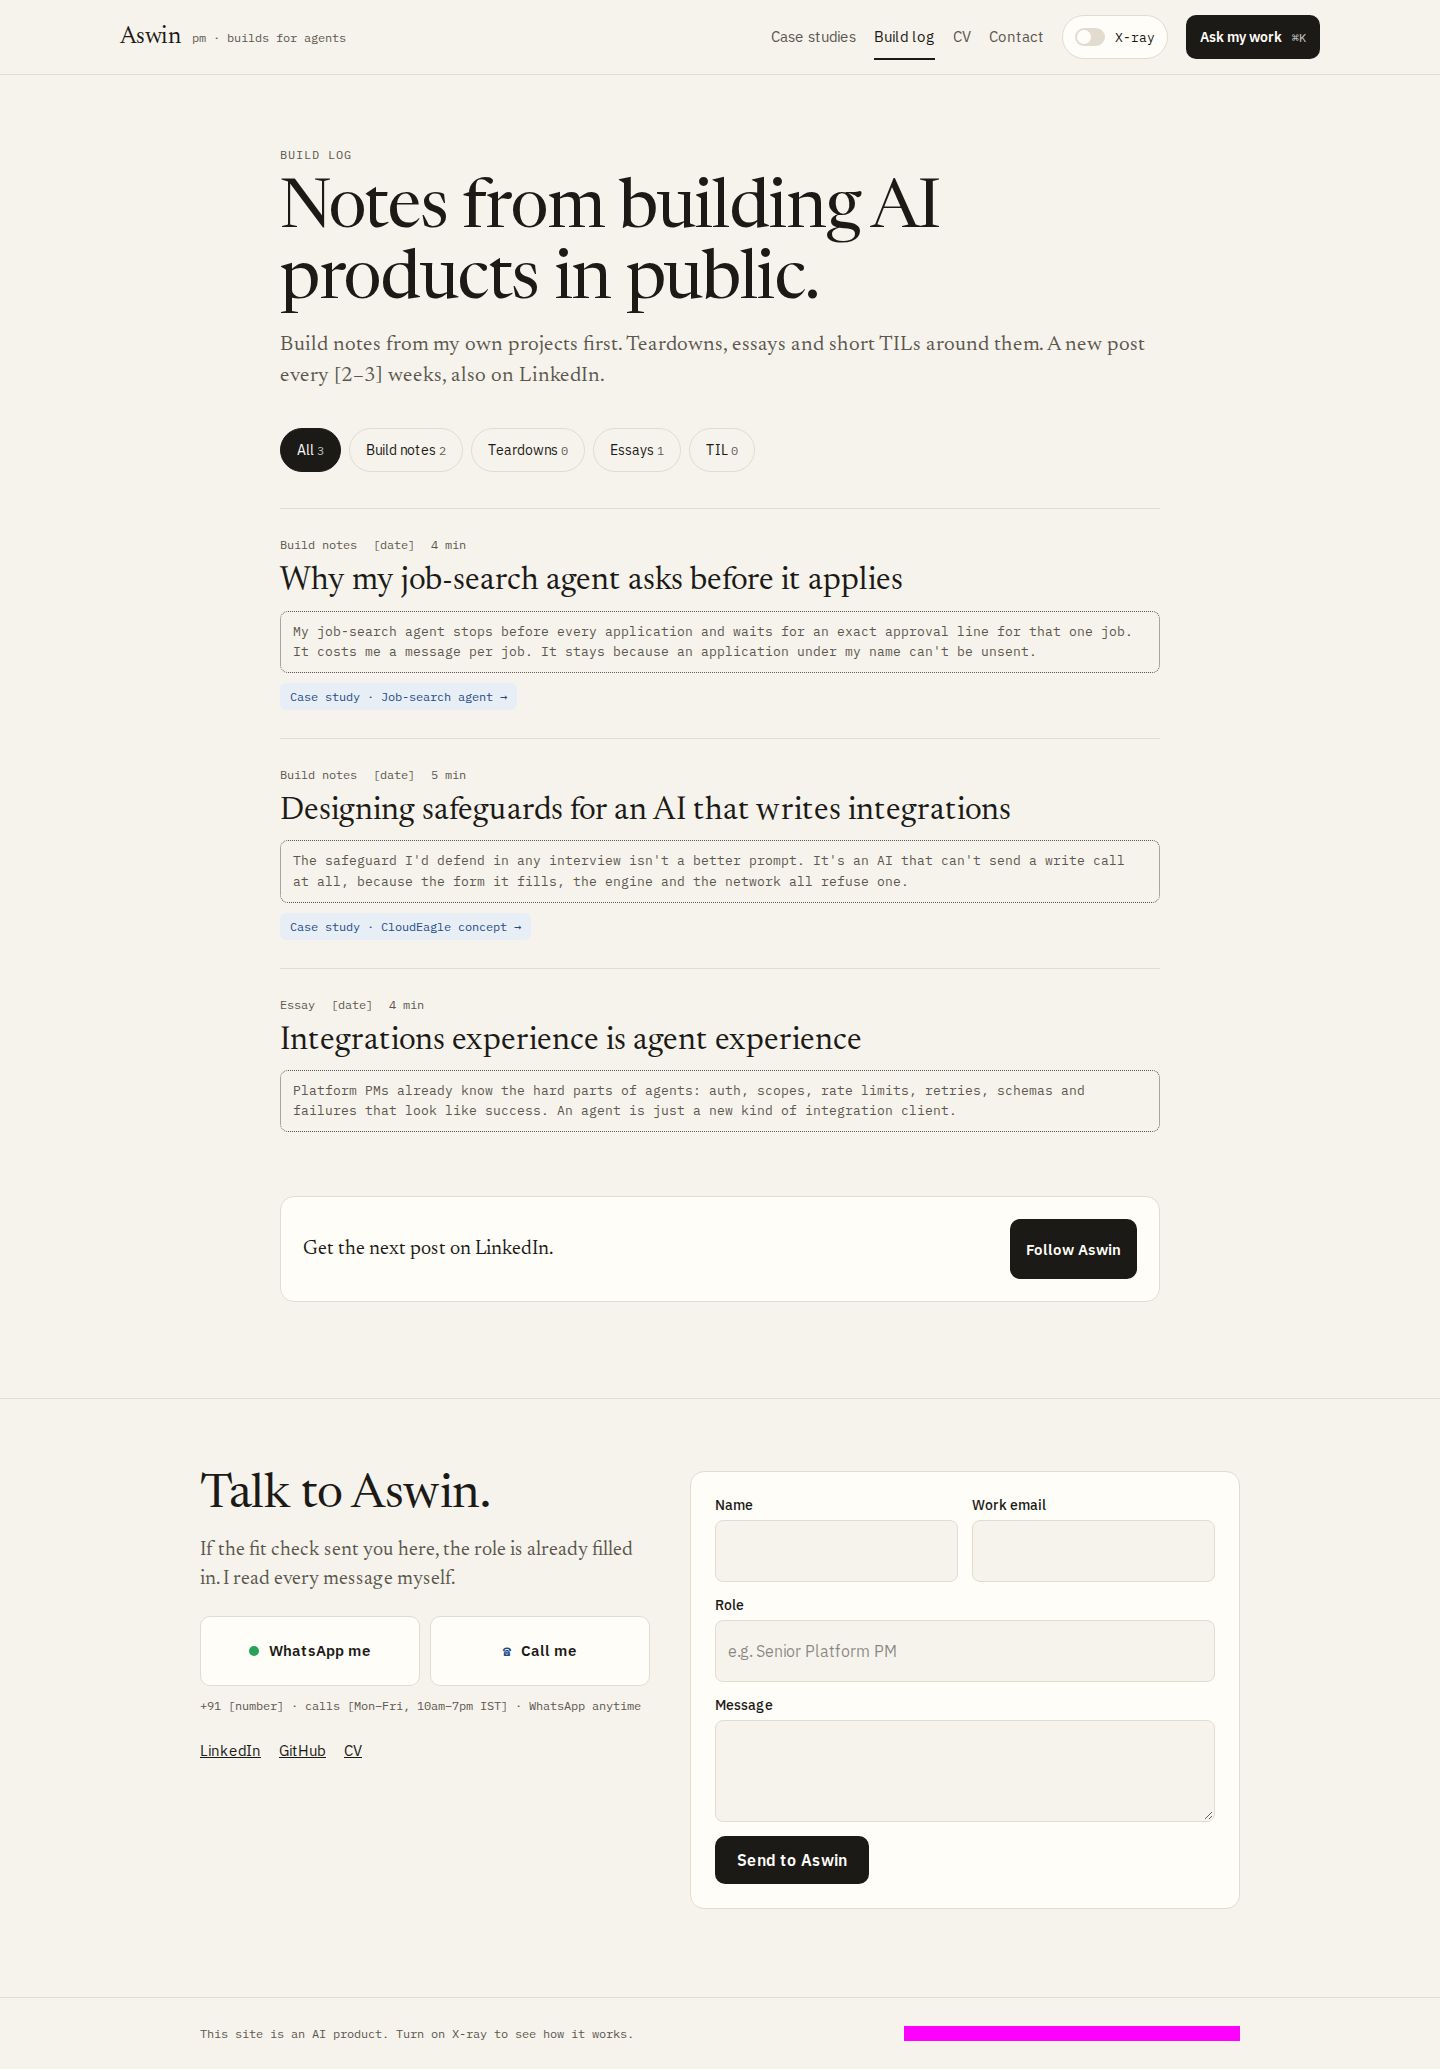 Aswin pm · builds for agents
Case studies Build log CV Contact X-ray Ask my work ⌘K
BUILD LOG
Notes from building AI
products in public.
Build notes from my own projects first. Teardowns, essays and short TILs around them. A new post
every [2–3] weeks, also on LinkedIn.
All 3 Build notes 2 Teardowns 0 Essays 1 TIL 0
Build notes [date] 4 min
Why my job-search agent asks before it applies
My job-search agent stops before every application and waits for an exact approval line for that one job.
It costs me a message per job. It stays because an application under my name can't be unsent.
Case study · Job-search agent →
Build notes [date] 5 min
Designing safeguards for an AI that writes integrations
The safeguard I'd defend in any interview isn't a better prompt. It's an AI that can't send a write call
at all, because the form it fills, the engine and the network all refuse one.
Case study · CloudEagle concept →
Essay [date] 4 min
Integrations experience is agent experience
Platform PMs already know the hard parts of agents: auth, scopes, rate limits, retries, schemas and
failures that look like success. An agent is just a new kind of integration client.
Get the next post on LinkedIn.
Follow Aswin
Talk to Aswin.
If the fit check sent you here, the role is already filled
in. I read every message myself.
WhatsApp me
☎ Call me
+91 [number] · calls [Mon–Fri, 10am–7pm IST] · WhatsApp anytime
LinkedIn GitHub CV
Name
Work email
Role
e.g. Senior Platform PM
Message
Send to Aswin
This site is an AI product. Turn on X-ray to see how it works.